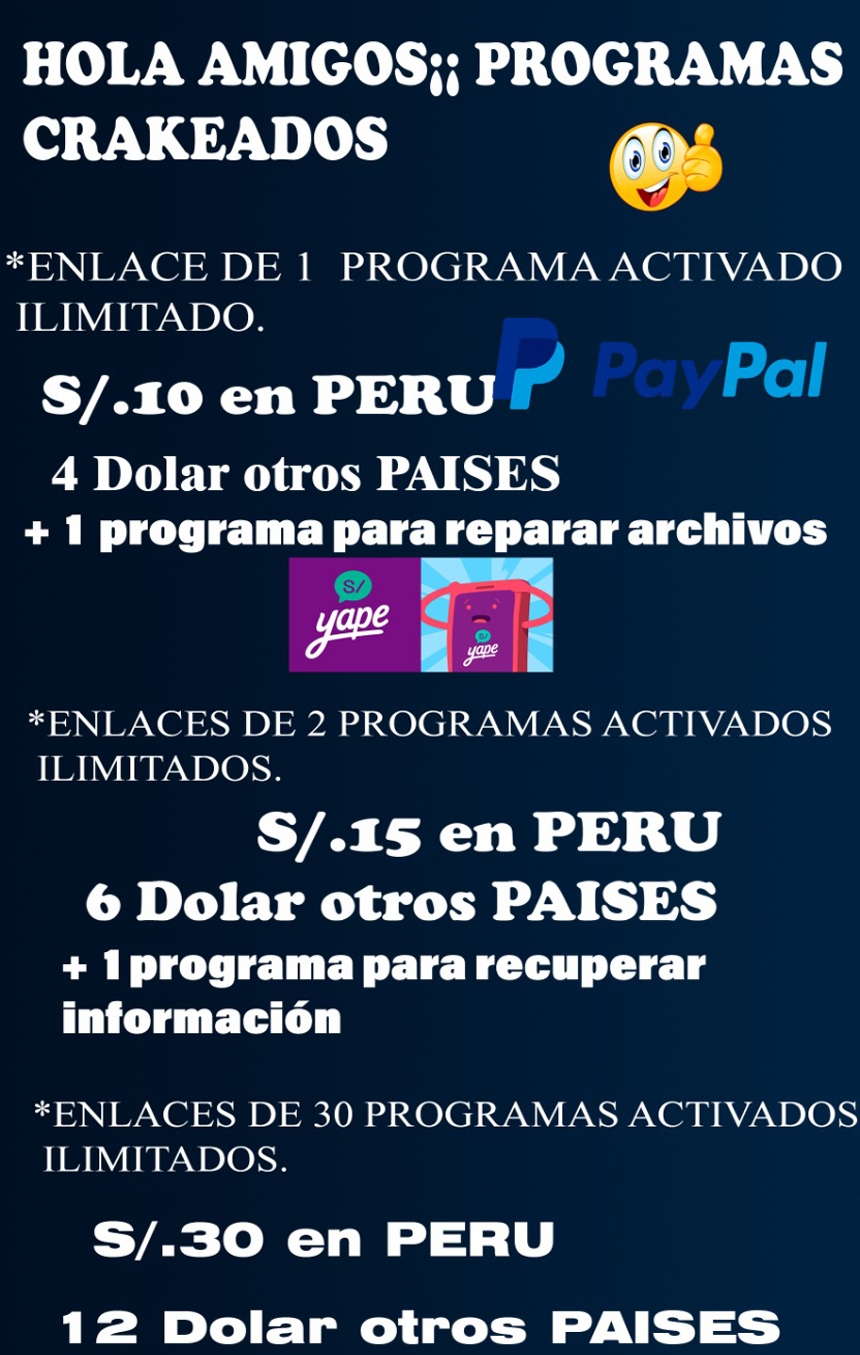 HOLA AMIGOS¡¡ PROGRAMAS
CRAKEADOS
*ENLACE DE 1 PROGRAMA ACTIVADO
ILIMITADO.
PayPal
S/.10 en PERU
4 Dolar otros PAISES
+ 1 programa para reparar archivos
S/
yape
S/
yape
*ENLACES DE 2 PROGRAMAS ACTIVADOS
ILIMITADOS.
S/.15 en PERU
6 Dolar otros PAISES
+ 1 programa para recuperar
información
*ENLACES DE 30 PROGRAMAS ACTIVADOS
ILIMITADOS.
S/.30 en PERU
12 Dolar otros PAISES